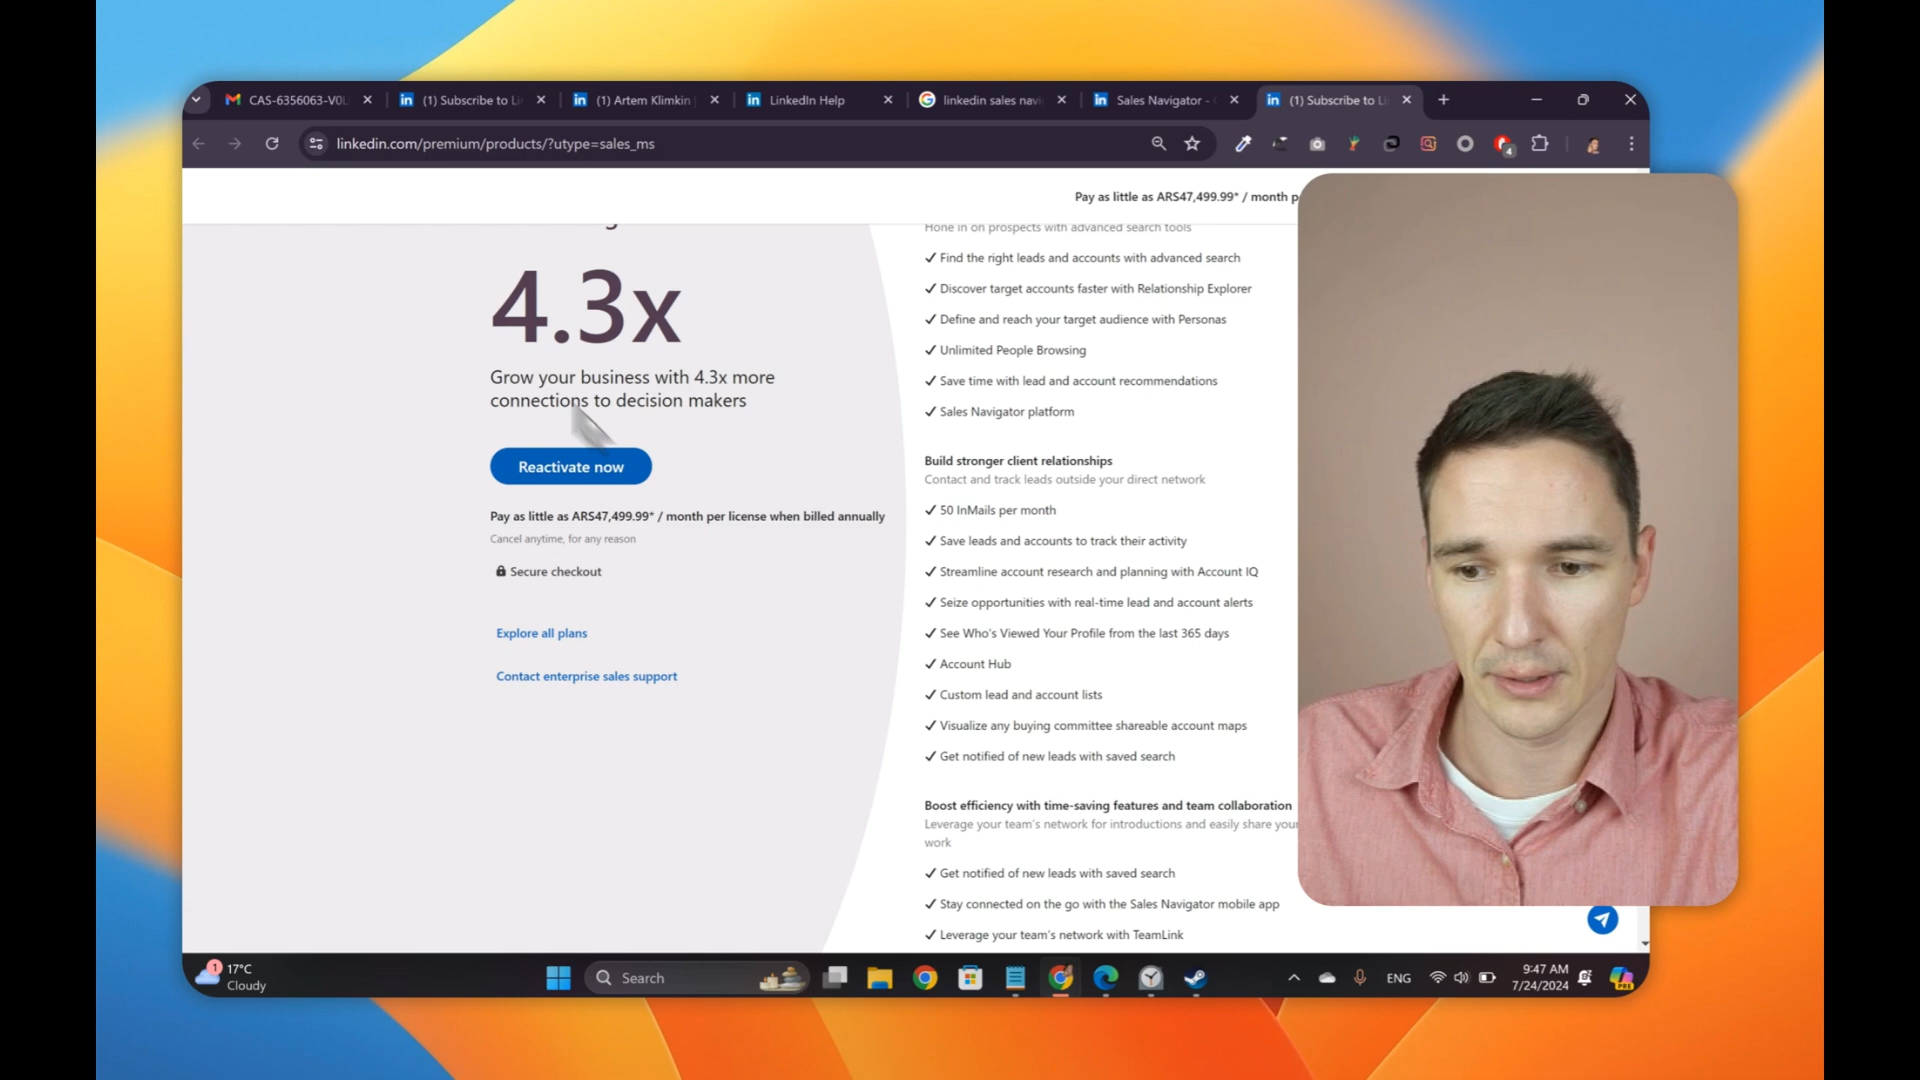 CAS-6356063-V0L
(1) Subscribe to Li
(1) Artem Klimkin
LinkedIn Help
linkedin sales navi
Sales Navigator -
(1) Subscribe to Li
linkedin.com/premium/products/?utype=sales_ms
4
Pay as little as ARS47,499.99* / month p
4.3x
Grow your business with 4.3x more
connections to decision makers
Reactivate now
Pay as little as ARS47,499.99* / month per license when billed annually
Cancel anytime, for any reason
Secure checkout
Explore all plans
Contact enterprise sales support
Hone in on prospects with advanced search tools
✓ Find the right leads and accounts with advanced search
✓ Discover target accounts faster with Relationship Explorer
✓ Define and reach your target audience with Personas
✓ Unlimited People Browsing
✓ Save time with lead and account recommendations
✓ Sales Navigator platform
Build stronger client relationships
Contact and track leads outside your direct network
✓ 50 InMails per month
✓ Save leads and accounts to track their activity
✓ Streamline account research and planning with Account IQ
✓ Seize opportunities with real-time lead and account alerts
✓ See Who's Viewed Your Profile from the last 365 days
✓ Account Hub
✓ Custom lead and account lists
✓ Visualize any buying committee shareable account maps
✓ Get notified of new leads with saved search
Boost efficiency with time-saving features and team collaboration
Leverage your team's network for introductions and easily share your
work
✓ Get notified of new leads with saved search
✓ Stay connected on the go with the Sales Navigator mobile app
✓ Leverage your team's network with TeamLink
1
17°C
Cloudy
Search
ENG
9:47 AM
7/24/2024
PRE